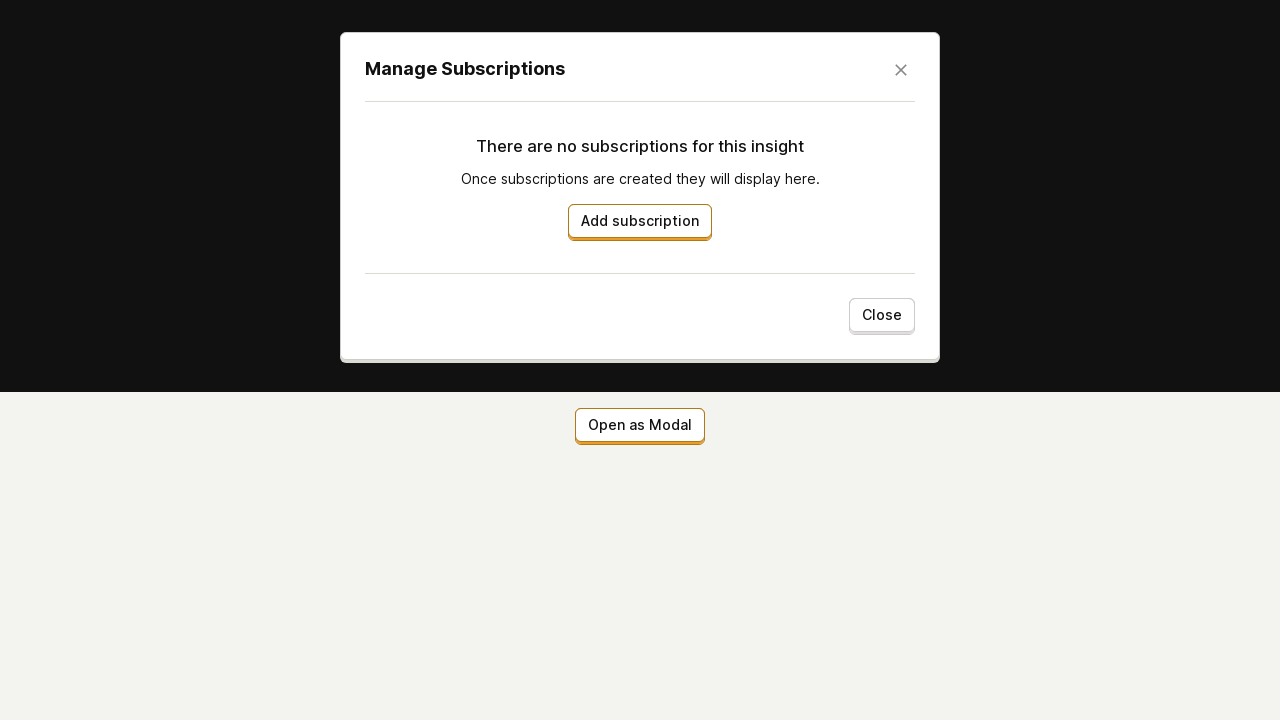 Manage Subscriptions
There are no subscriptions for this insight
Once subscriptions are created they will display here.
Add subscription
Close
Open as Modal